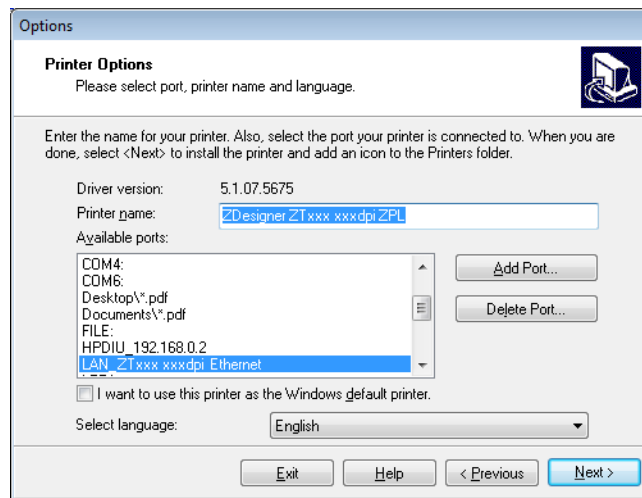 Options
Printer Options
Please select port, printer name and language.
Enter the name for your printer. Also, select the port your printer is connected to. When you are
done, select <Next> to install the printer and add an icon to the Printers folder.
Driver version: 5.1.07.5675
Printer name: ZDesigner ZTxxx xxxdpi ZPL
Available ports:
COM4:
COM6:
Desktop\*.pdf
Documents\*.pdf
FILE:
HPDIU_192.168.0.2
LAN_ZTxxx xxxdpi Ethernet
Add Port...
Delete Port...
I want to use this printer as the Windows default printer.
Select language: English
Exit Help < Previous Next >